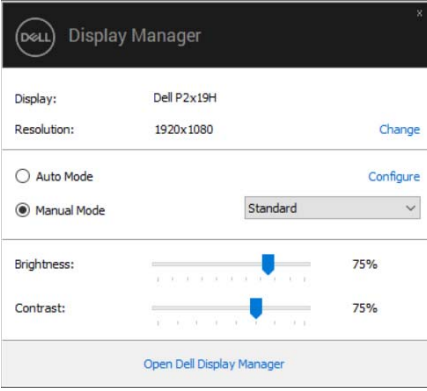 DELL Display Manager
Display: Dell P2x19H
Resolution: 1920x1080 Change
Auto Mode Configure
Manual Mode Standard
Brightness: 75%
Contrast: 75%
Open Dell Display Manager